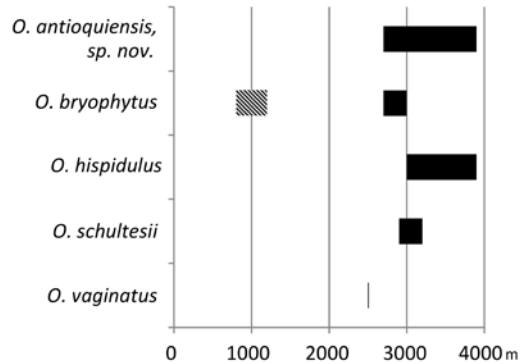 O. antioquiensis,
sp. nov.
O. bryophytus
O. hispidulus
O. schultesii
O. vaginatus
0 1000 2000 3000 4000 m